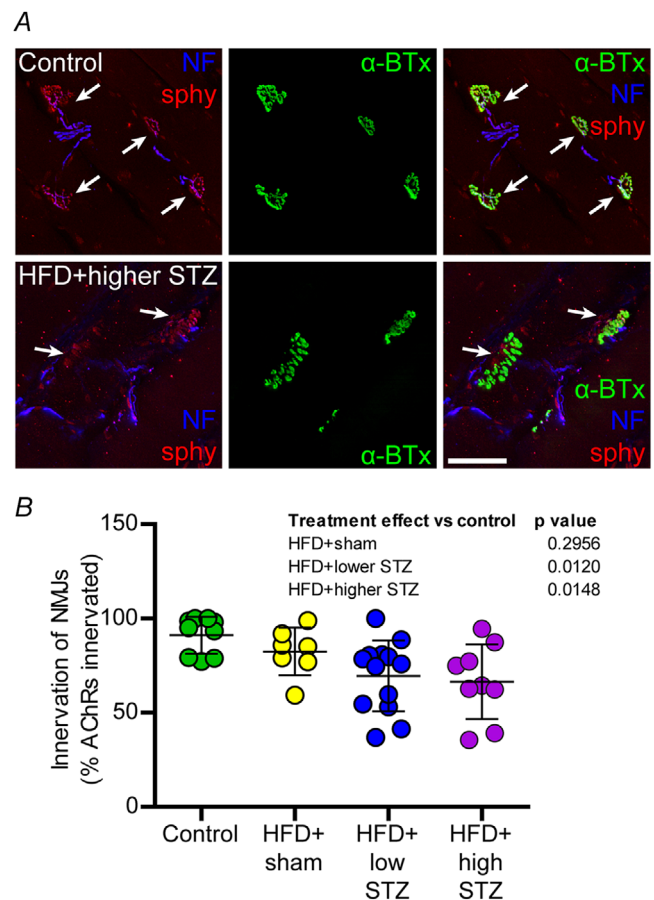 A
Control NF
sphy
α-BTx
α-BTx
NF
sphy
HFD+higher STZ
NF
sphy
α-BTx
α-BTx
NF
sphy
B
Innervation of NMJs
(% AChRs innervated)
150
100
50
0
Treatment effect vs control p value
HFD+sham 0.2956
HFD+lower STZ 0.0120
HFD+higher STZ 0.0148
Control
HFD+
sham
HFD+
low
STZ
HFD+
high
STZ